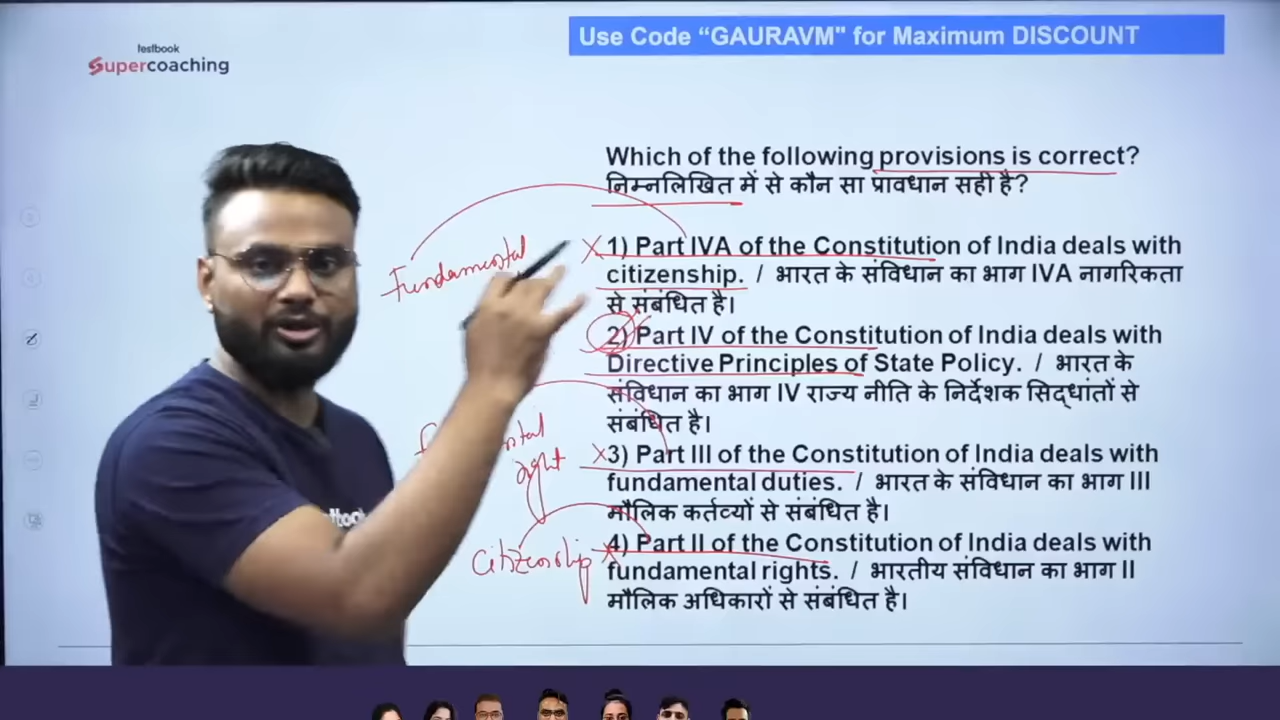 testbook
Supercoaching
Use Code “GAURAVM" for Maximum DISCOUNT
Which of the following provisions is correct?
निम्नलिखित में से कौन सा प्रावधान सही है?
1) Part IVA of the Constitution of India deals with
citizenship. / भारत के संविधान का भाग IVA नागरिकता
से संबंधित है।
2) Part IV of the Constitution of India deals with
Directive Principles of State Policy. / भारत के
संविधान का भाग IV राज्य नीति के निर्देशक सिद्धांतों से
संबंधित है।
3) Part III of the Constitution of India deals with
fundamental duties. / भारत के संविधान का भाग III
मौलिक कर्तव्यों से संबंधित है।
4) Part II of the Constitution of India deals with
fundamental rights. / भारतीय संविधान का भाग II
मौलिक अधिकारों से संबंधित है।
Fundamental
right
Citizenship